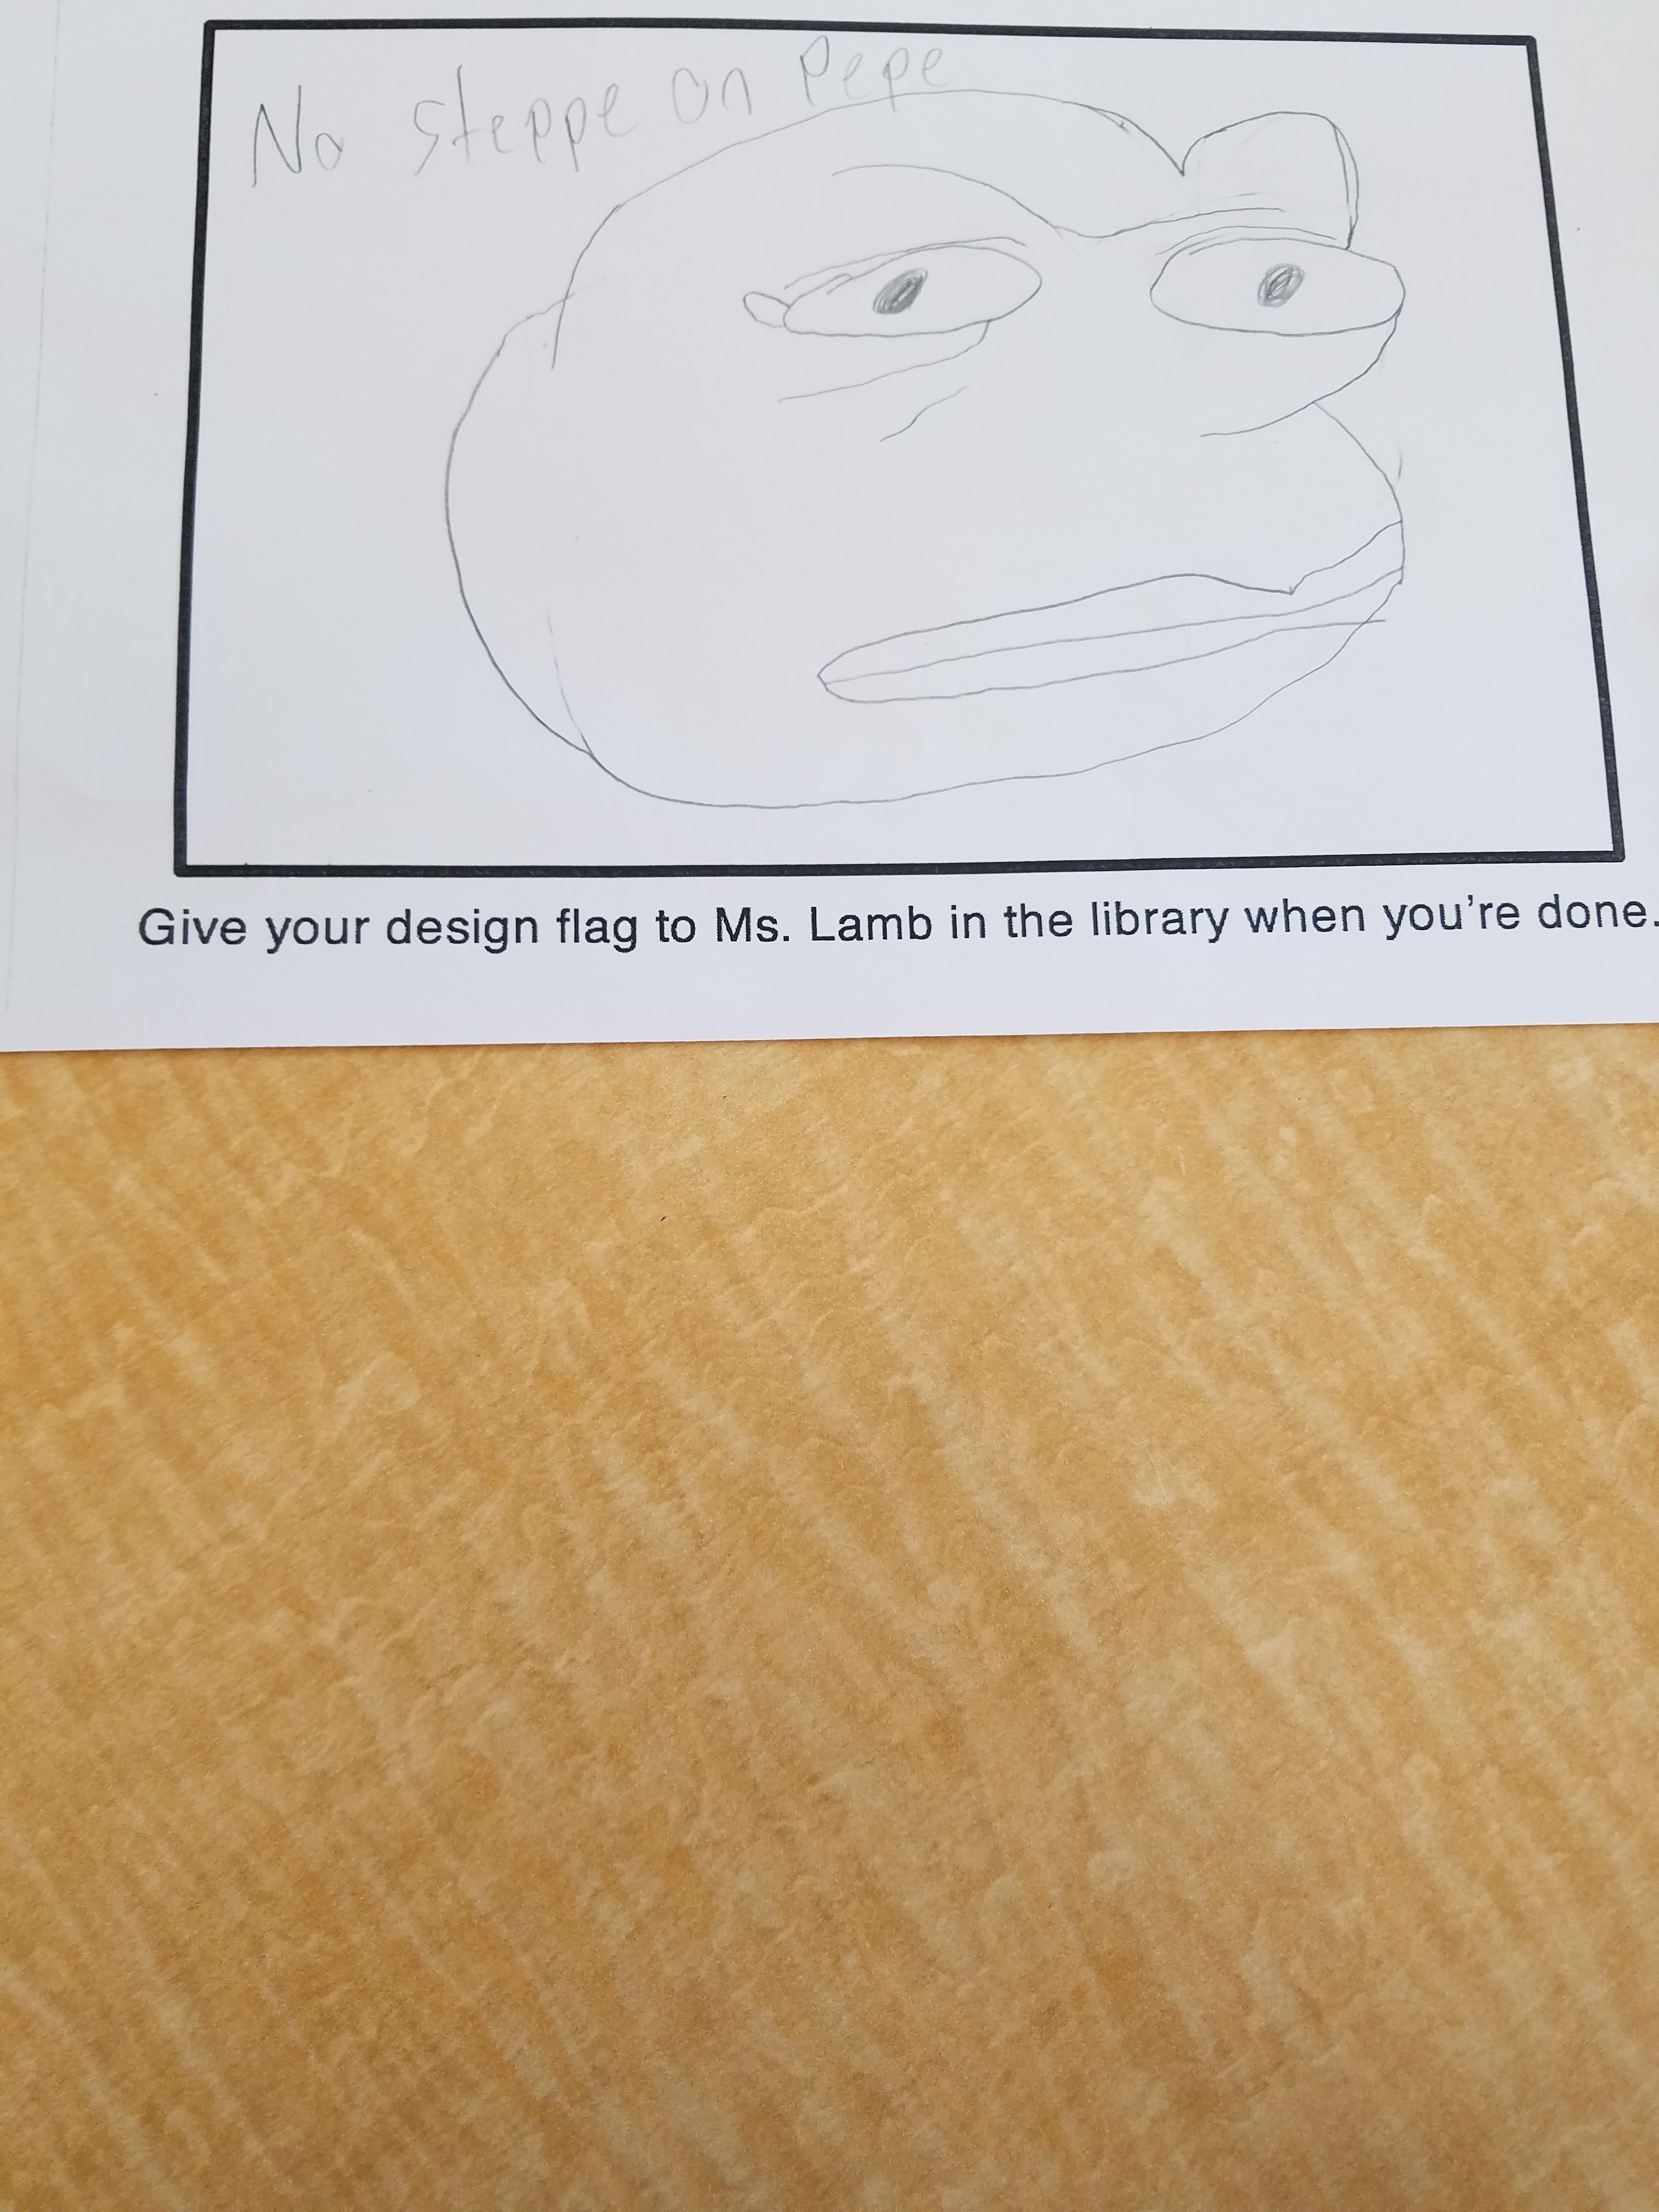 No steppe on Pepe
Give your design flag to Ms. Lamb in the library when you're done.